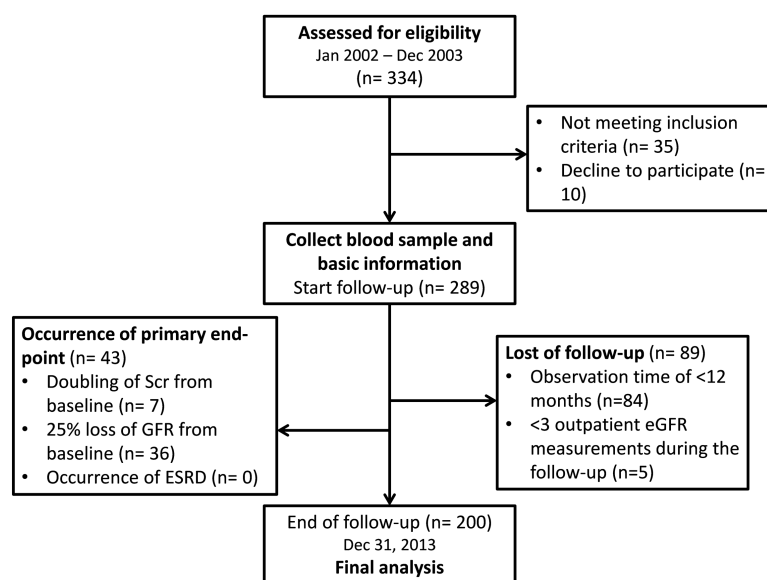 Assessed for eligibility
Jan 2002 – Dec 2003
(n= 334)
• Not meeting inclusion
criteria (n= 35)
• Decline to participate (n=
10)
Collect blood sample and
basic information
Start follow-up (n= 289)
Occurrence of primary end-
point (n= 43)
• Doubling of Scr from
baseline (n= 7)
• 25% loss of GFR from
baseline (n= 36)
• Occurrence of ESRD (n= 0)
Lost of follow-up (n= 89)
• Observation time of <12
months (n=84)
• <3 outpatient eGFR
measurements during the
follow-up (n=5)
End of follow-up (n= 200)
Dec 31, 2013
Final analysis